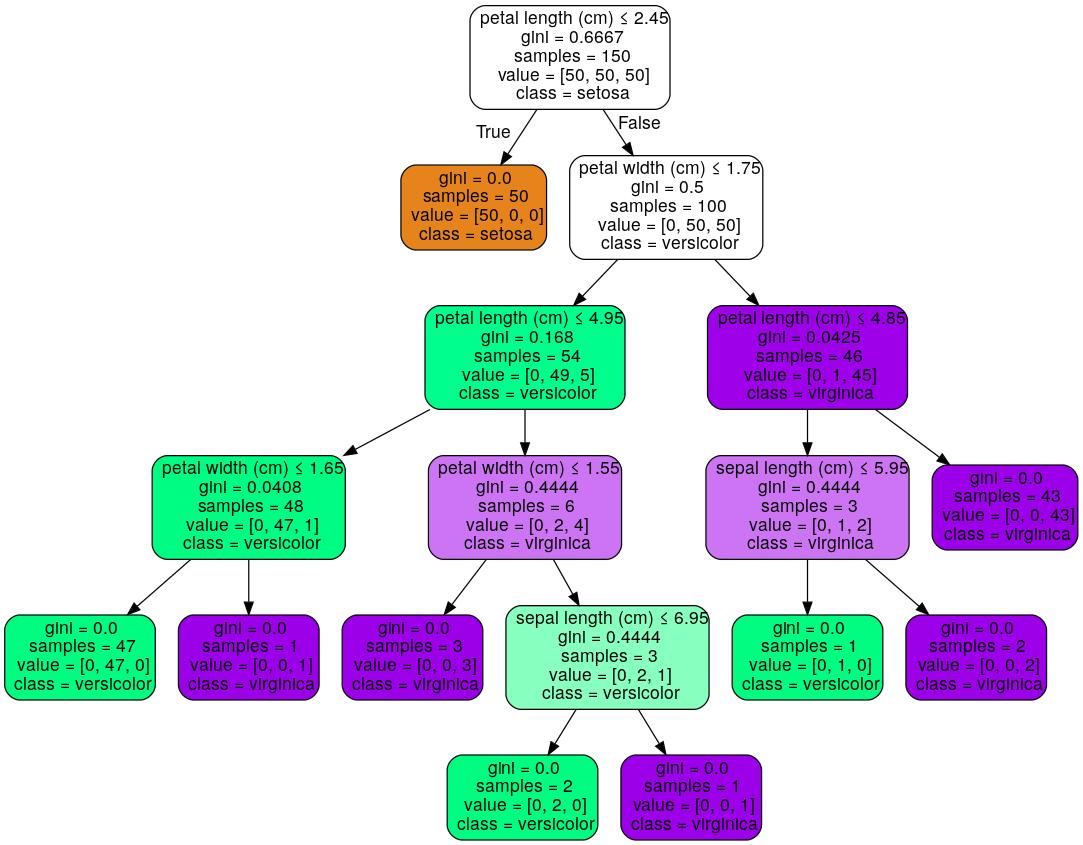 petal length (cm) ≤ 2.45
gini = 0.6667
samples = 150
value = [50, 50, 50]
class = setosa
True
False
gini = 0.0
samples = 50
value = [50, 0, 0]
class = setosa
petal width (cm) ≤ 1.75
gini = 0.5
samples = 100
value = [0, 50, 50]
class = versicolor
petal length (cm) ≤ 4.95
gini = 0.168
samples = 54
value = [0, 49, 5]
class = versicolor
petal length (cm) ≤ 4.85
gini = 0.0425
samples = 46
value = [0, 1, 45]
class = virginica
petal width (cm) ≤ 1.65
gini = 0.0408
samples = 48
value = [0, 47, 1]
class = versicolor
petal width (cm) ≤ 1.55
gini = 0.4444
samples = 6
value = [0, 2, 4]
class = virginica
sepal length (cm) ≤ 5.95
gini = 0.4444
samples = 3
value = [0, 1, 2]
class = virginica
gini = 0.0
samples = 43
value = [0, 0, 43]
class = virginica
gini = 0.0
samples = 47
value = [0, 47, 0]
class = versicolor
gini = 0.0
samples = 1
value = [0, 0, 1]
class = virginica
gini = 0.0
samples = 3
value = [0, 0, 3]
class = virginica
sepal length (cm) ≤ 6.95
gini = 0.4444
samples = 3
value = [0, 2, 1]
class = versicolor
gini = 0.0
samples = 1
value = [0, 1, 0]
class = versicolor
gini = 0.0
samples = 2
value = [0, 0, 2]
class = virginica
gini = 0.0
samples = 2
value = [0, 2, 0]
class = versicolor
gini = 0.0
samples = 1
value = [0, 0, 1]
class = virginica